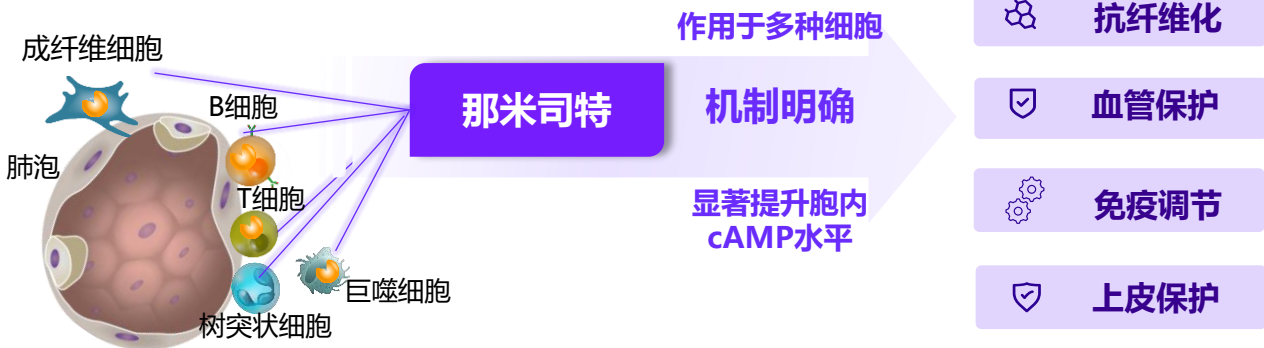 成纤维细胞
B细胞
肺泡
T细胞
巨噬细胞
树突状细胞
那米司特
作用于多种细胞
机制明确
显著提升胞内
cAMP水平
抗纤维化
血管保护
免疫调节
上皮保护